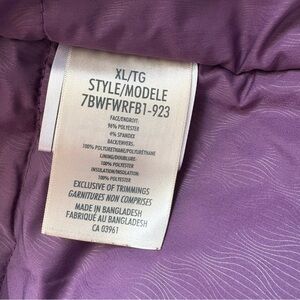 XL/TG
STYLE/MODELE
7BWFWRFB1-923
FACE/ENDROIT:
96% POLYESTER
4% SPANDEX
BACK/ENVERS:
100% POLYURETHANE/POLYURÉTHANE
LINING/DOUBLURE:
100% POLYESTER
INSULATION/ISOLATION:
100% POLYESTER
EXCLUSIVE OF TRIMMINGS
GARNITURES NON COMPRISES
MADE IN BANGLADESH
FABRIQUÉ AU BANGLADESH
CA 03961